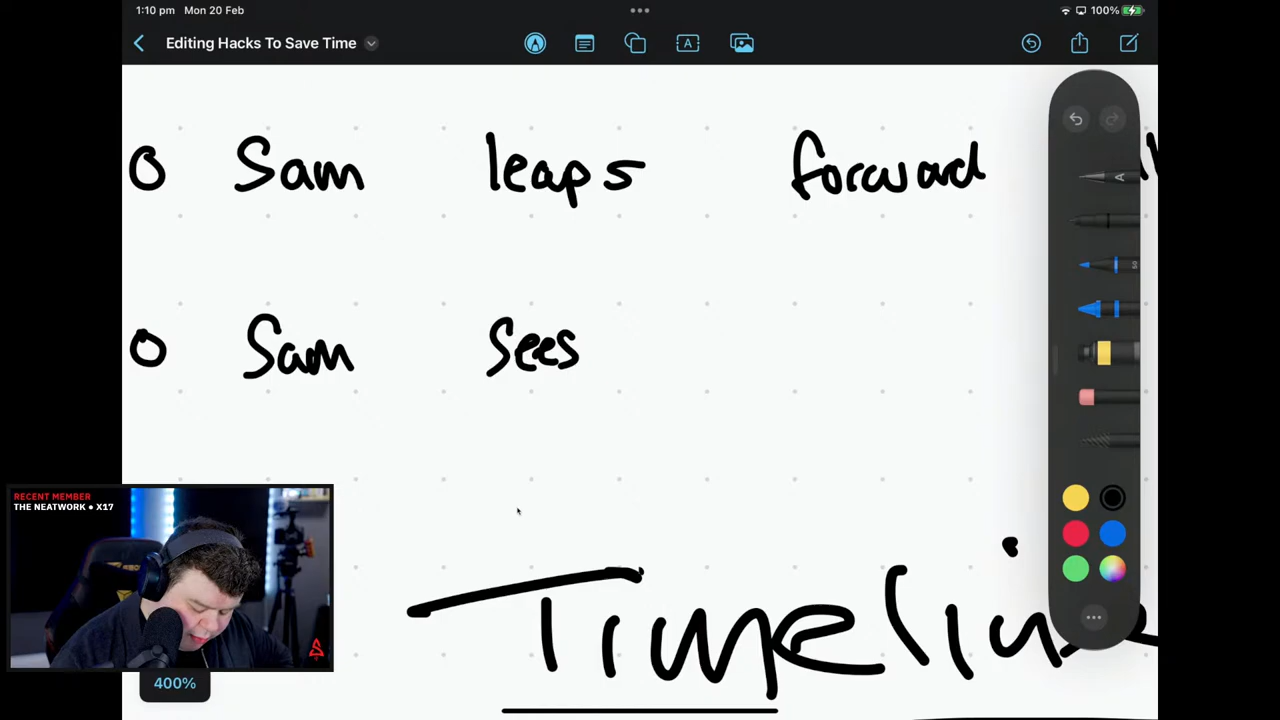 1:10 pm Mon 20 Feb 100%
Editing Hacks To Save Time
A
O Sam leaps forward
50
O Sam sees
RECENT MEMBER
THE NEATWORK • X17
Timeline
400%